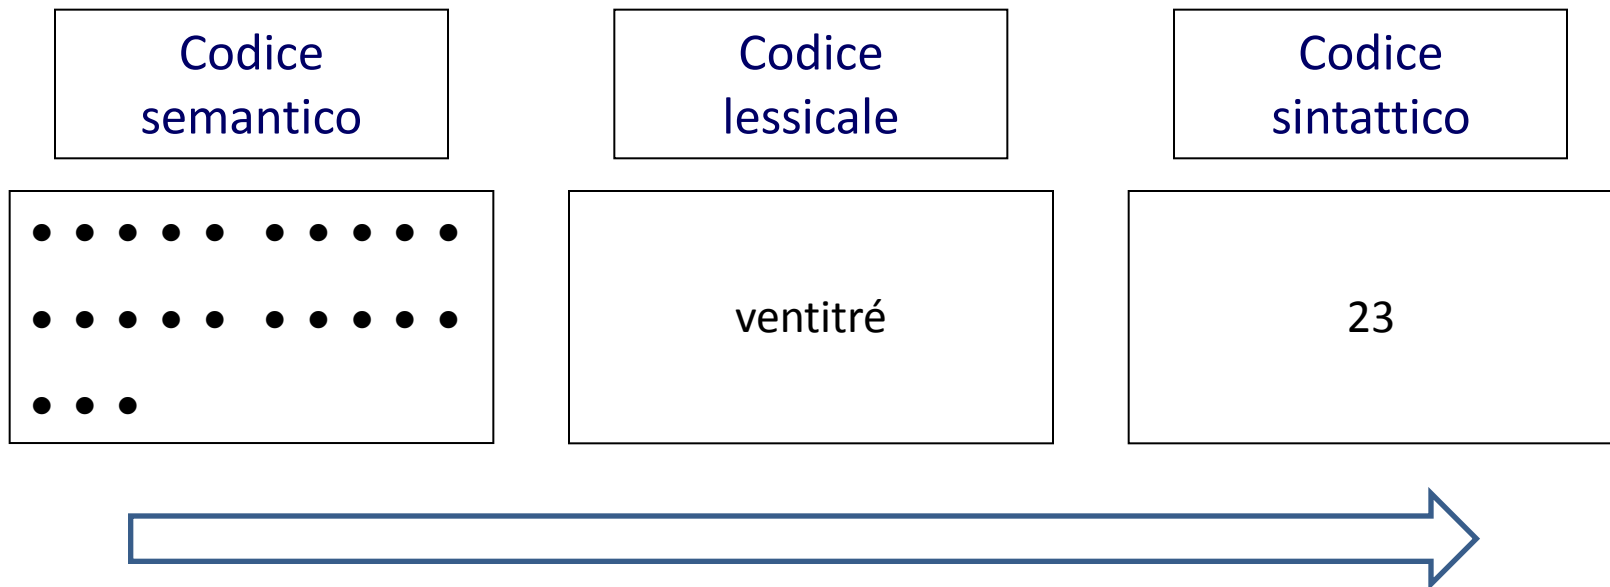 Codice
semantico
Codice
lessicale
Codice
sintattico
ventitré
23